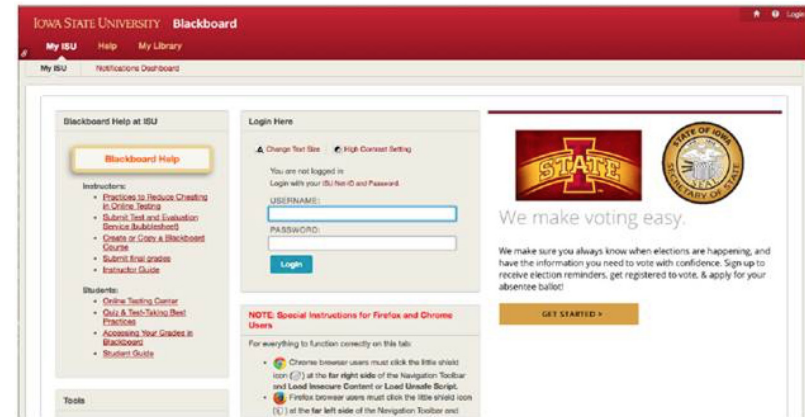 IOWA STATE UNIVERSITY Blackboard
Login
My ISU Help My Library
My ISU Notifications Dashboard
Blackboard Help at ISU
Blackboard Help
Instructors:
Practices to Reduce Cheating
in Online Testing
Submit Test and Evaluation
Service (bubblesheet)
Create or Copy a Blackboard
Course
Submit final grades
Instructor Guide
Students:
Online Testing Center
Quiz & Test-Taking Best
Practices
Accessing Your Grades in
Blackboard
Student Guide
Tools
Login Here
Change Text Size High Contrast Setting
You are not logged in
Login with your ISU Net-ID and Password.
USERNAME:
PASSWORD:
Login
NOTE: Special Instructions for Firefox and Chrome
Users
For everything to function correctly on this tab:
Chrome browser users must click the little shield
icon ( ) at the far right side of the Navigation Toolbar
and Load Insecure Content or Load Unsafe Script.
Firefox browser users must click the little shield icon
( ) at the far left side of the Navigation Toolbar and
STATE
STATE OF IOWA
SECRETARY OF STATE
SEAL
We make voting easy.
We make sure you always know when elections are happening, and
have the information you need to vote with confidence. Sign up to
receive election reminders, get registered to vote, & apply for your
absentee ballot!
GET STARTED >